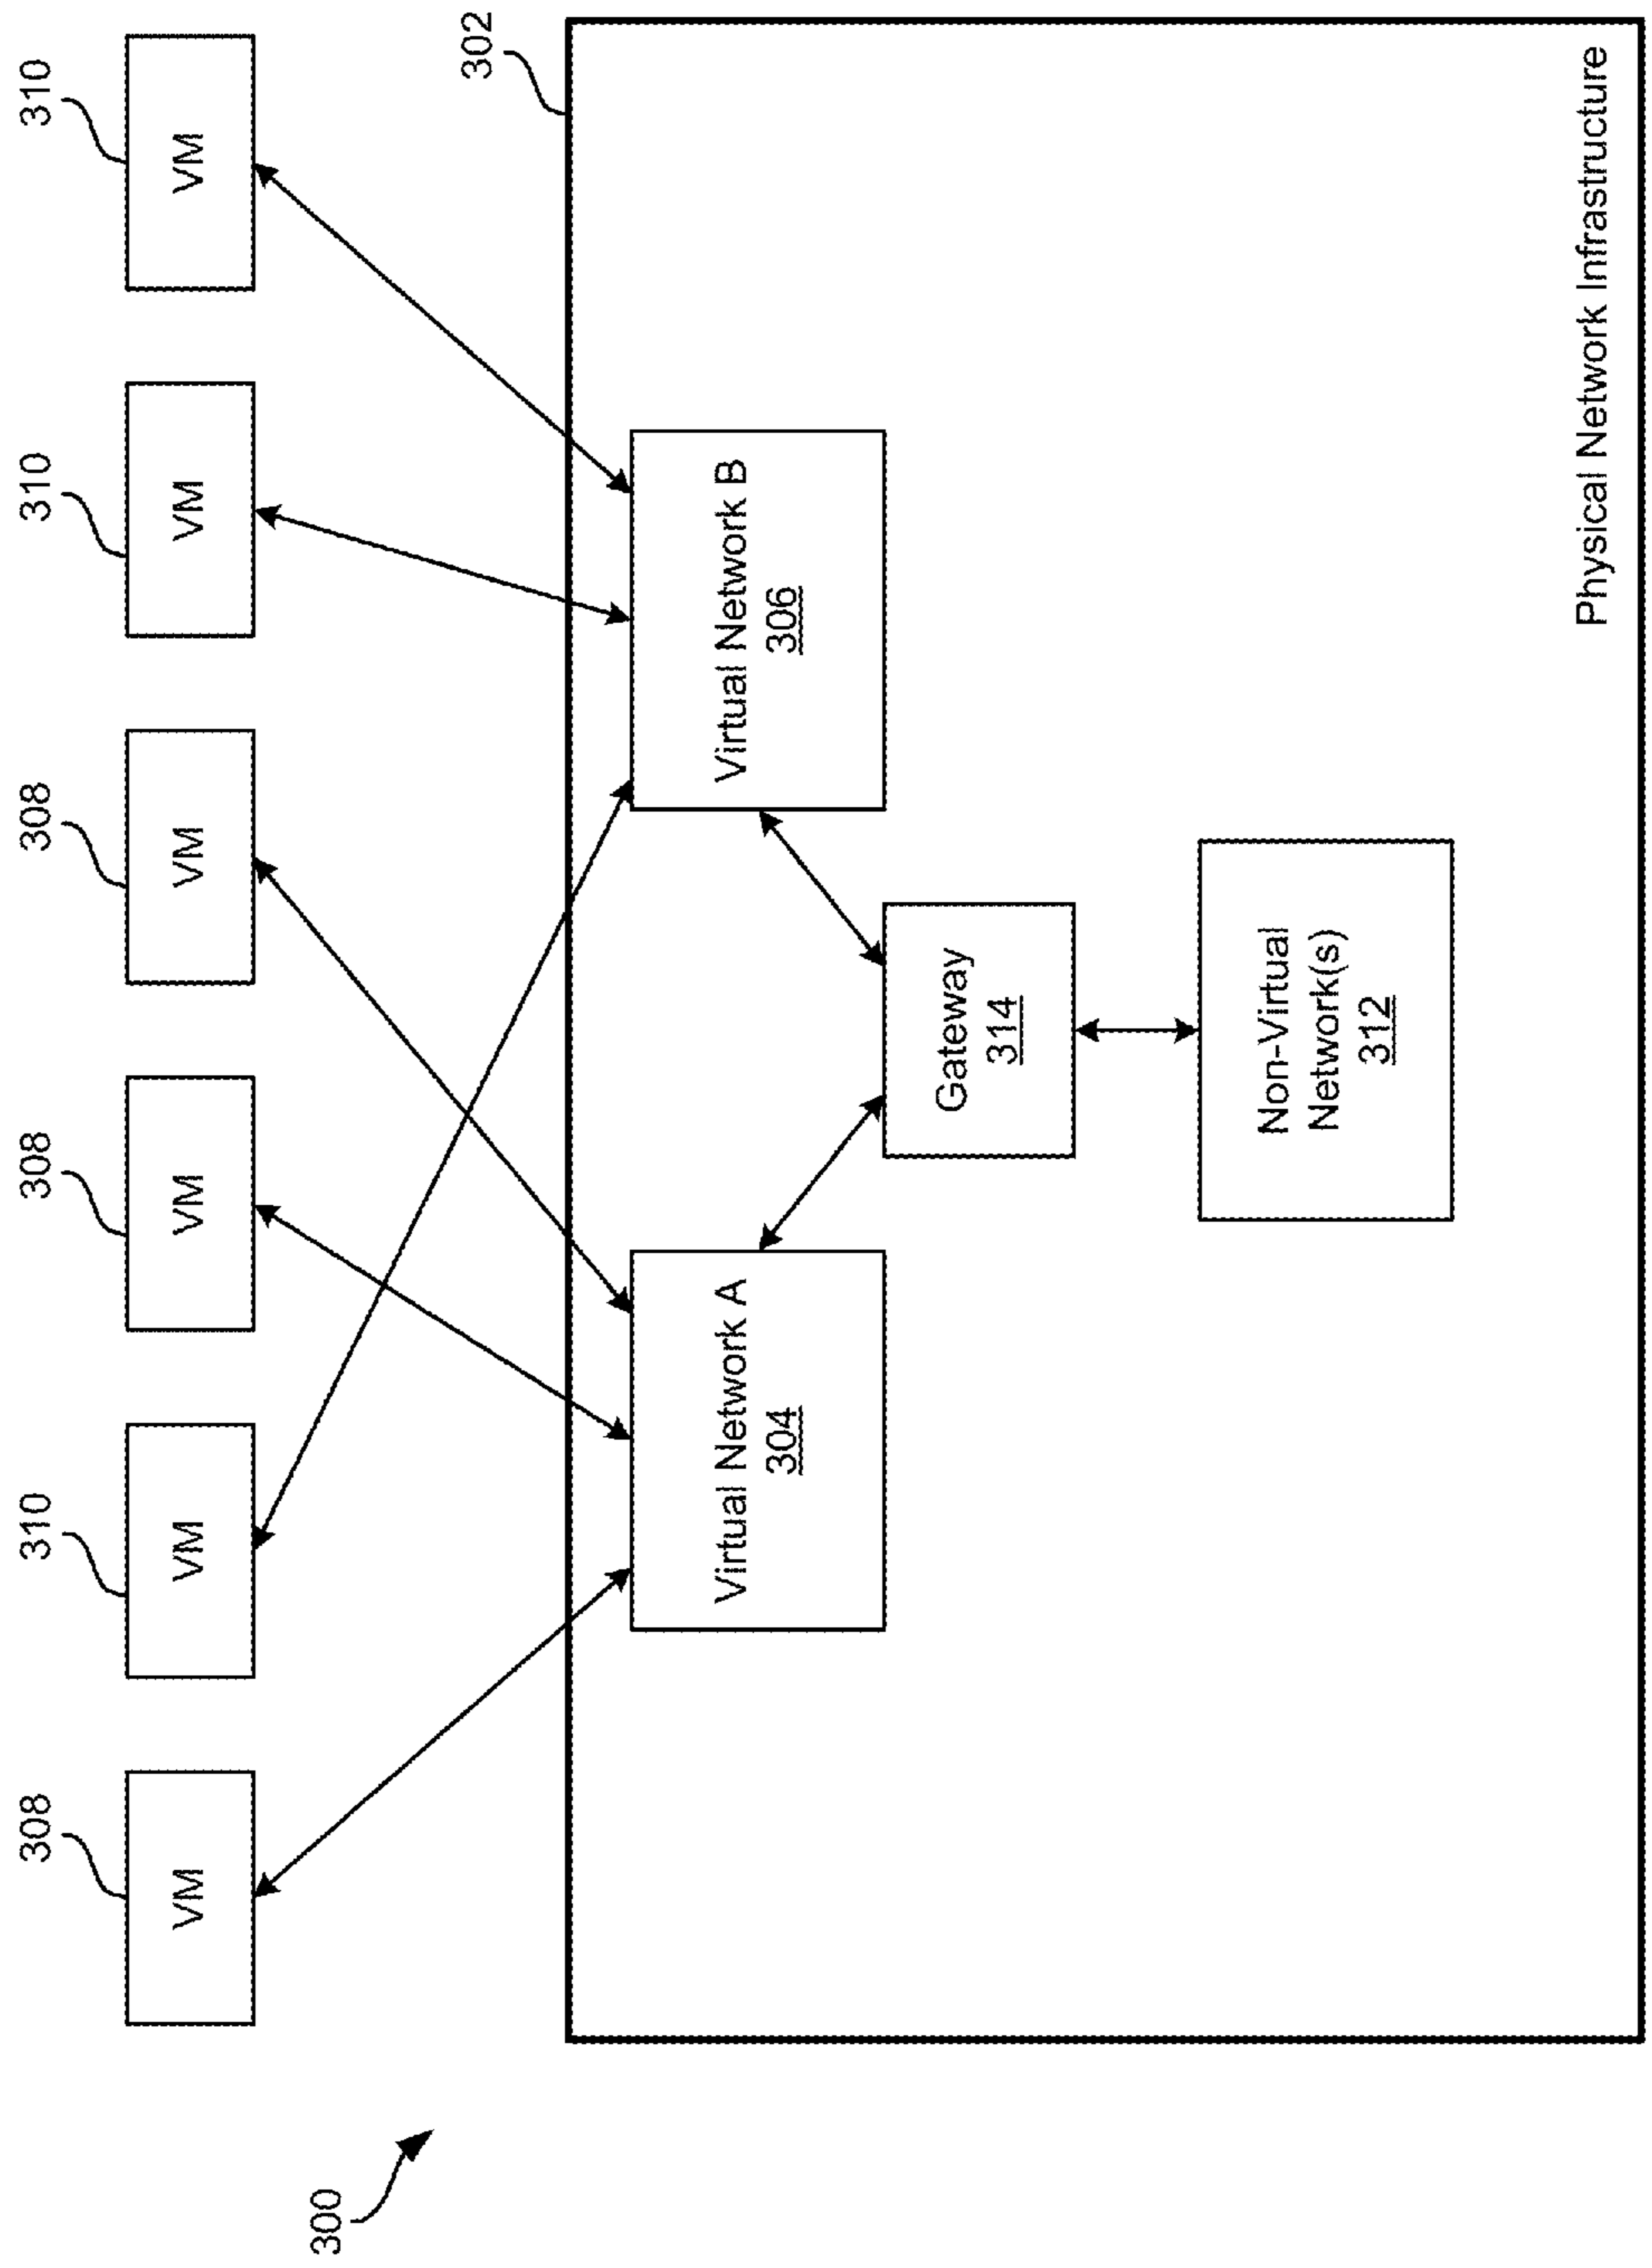 300
308
310
308
308
310
310
VM
VM
VM
VM
VM
VM
302
Virtual Network A
304
Virtual Network B
306
Gateway
314
Non-Virtual
Network(s)
312
Physical Network Infrastructure